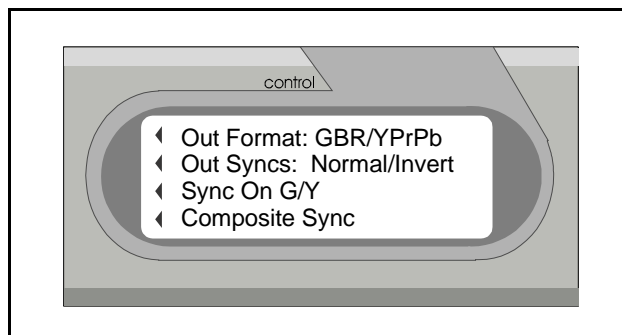 control
Out Format: GBR/YPrPb
Out Syncs:  Normal/Invert
Sync On G/Y
Composite Sync